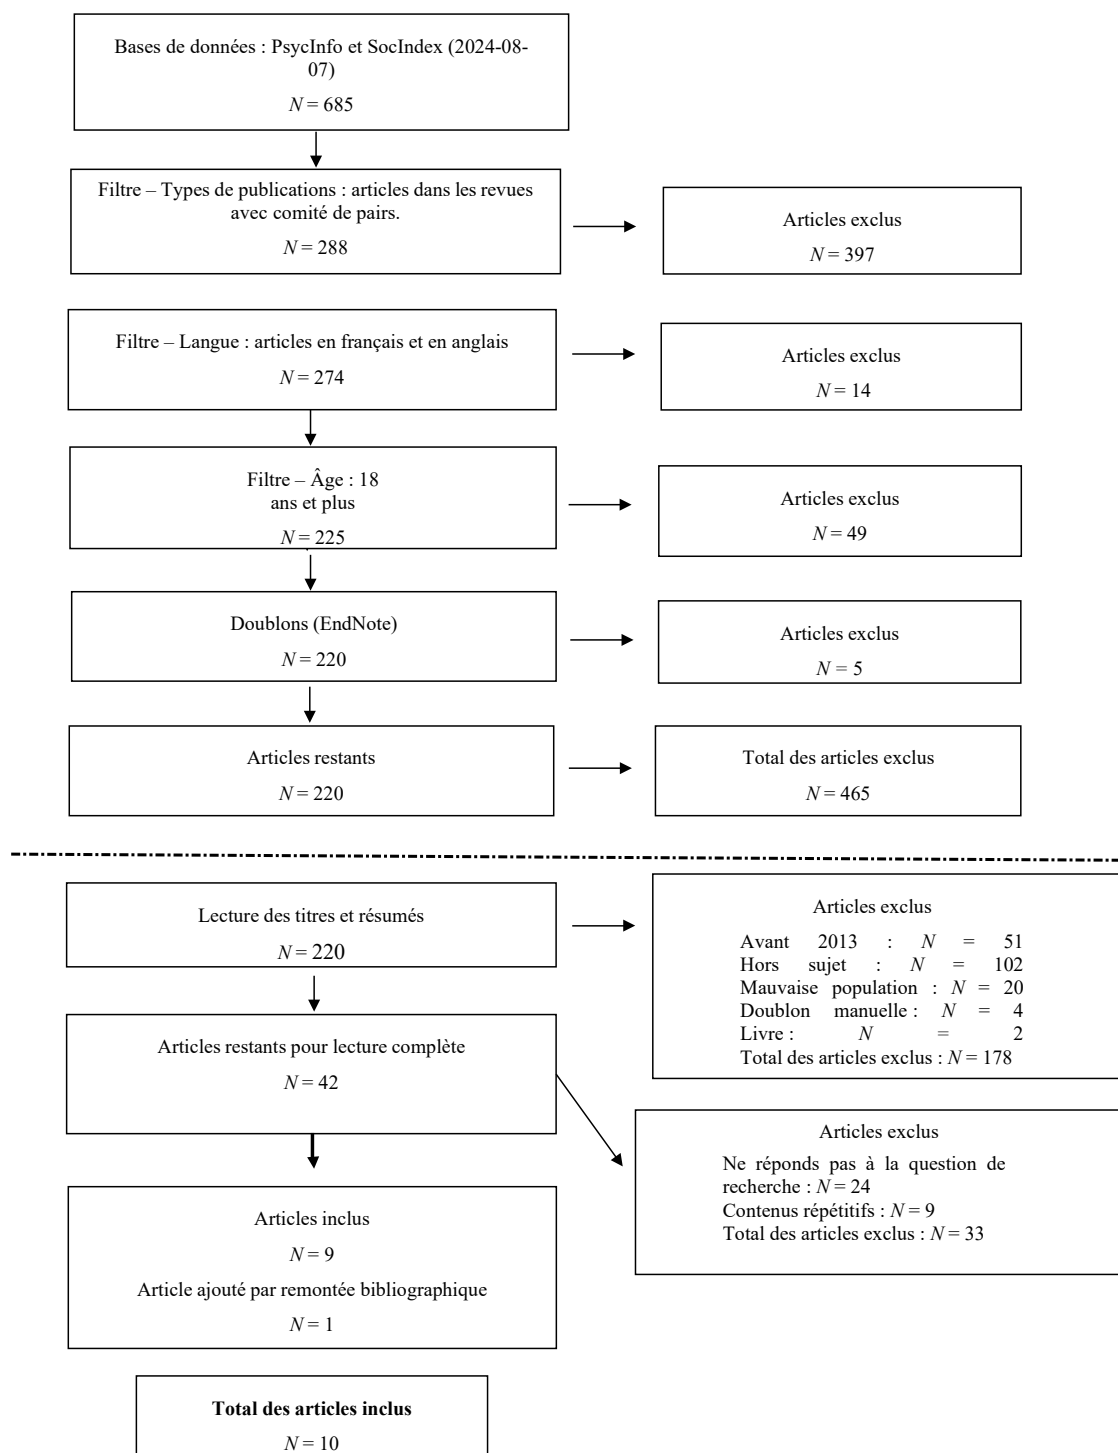 Bases de données : PsycInfo et SocIndex (2024-08-
07)
N = 685
Filtre – Types de publications : articles dans les revues
avec comité de pairs.
N = 288
Articles exclus
N = 397
Filtre – Langue : articles en français et en anglais
N = 274
Articles exclus
N = 14
Filtre – Âge : 18
ans et plus
N = 225
Articles exclus
N = 49
Doublons (EndNote)
N = 220
Articles exclus
N = 5
Articles restants
N = 220
Total des articles exclus
N = 465
Lecture des titres et résumés
N = 220
Articles exclus
Avant 2013 : N = 51
Hors sujet : N = 102
Mauvaise population : N = 20
Doublon manuelle : N = 4
Livre : N = 2
Total des articles exclus : N = 178
Articles restants pour lecture complète
N = 42
Articles exclus
Ne réponds pas à la question de
recherche : N = 24
Contenus répétitifs : N = 9
Total des articles exclus : N = 33
Articles inclus
N = 9
Article ajouté par remontée bibliographique
N = 1
Total des articles inclus
N = 10